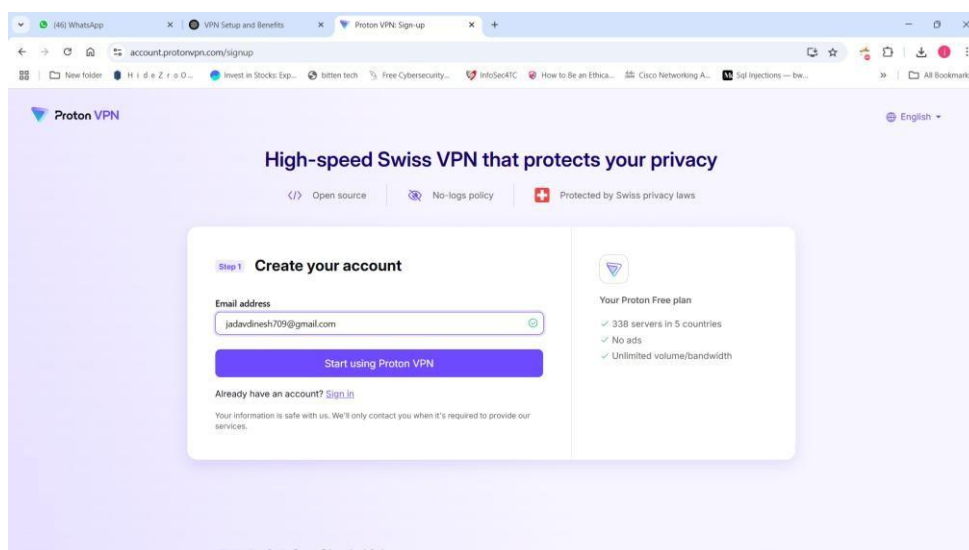 (46) WhatsApp
VPN Setup and Benefits
Proton VPN: Sign-up
account.protonvpn.com/signup
New folder
H i d e Z r o O...
Invest in Stocks: Exp...
bitten tech
Free Cybersecurity...
InfoSec4TC
How to Be an Ethica...
Cisco Networking A...
Sql Injections — bw...
All Bookmark
Proton VPN
English
High-speed Swiss VPN that protects your privacy
Open source
No-logs policy
Protected by Swiss privacy laws
Step 1 Create your account
Email address
jadavdinesh709@gmail.com
Start using Proton VPN
Already have an account? Sign in
Your information is safe with us. We'll only contact you when it's required to provide our
services.
Your Proton Free plan
338 servers in 5 countries
No ads
Unlimited volume/bandwidth